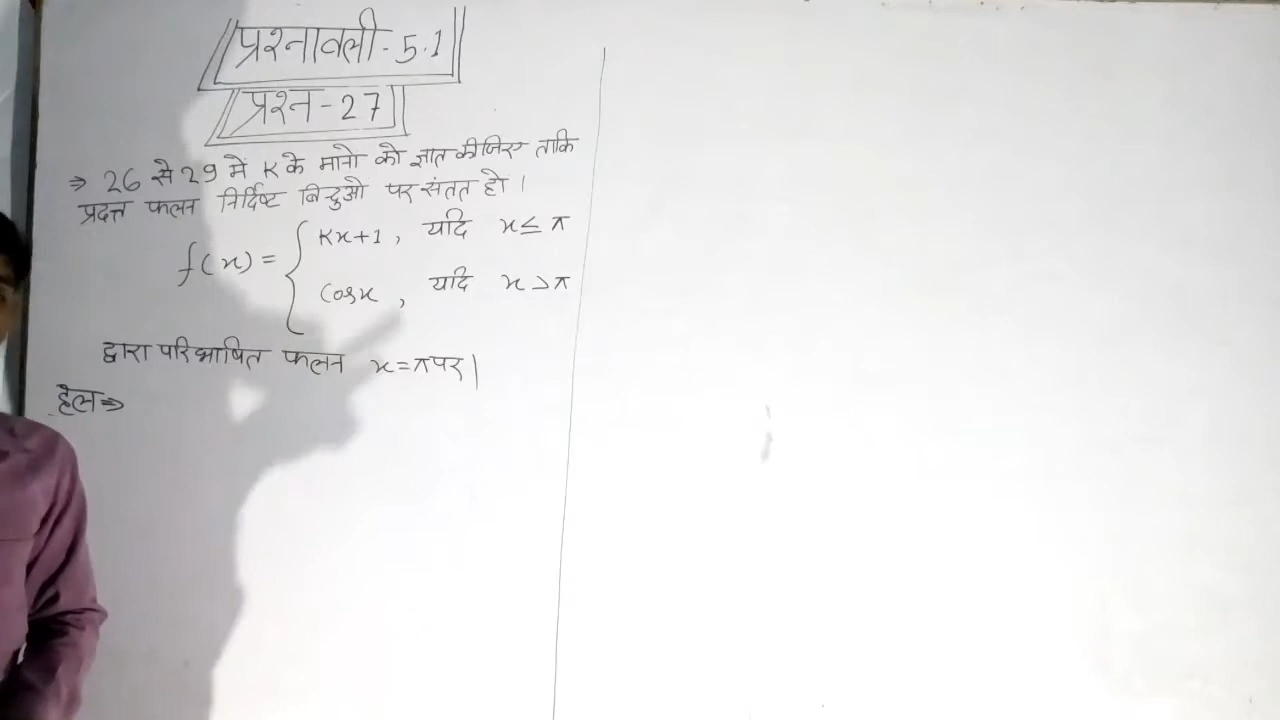 प्रश्नावली-5.1
प्रश्न-27
⇒ 26 से 29 में K के मानो को ज्ञात कीजिए ताकि
प्रदत्त फलन निर्दिष्ट बिन्दुओ पर संतत हो।
f(x) = { Kx+1, यदि x ≤ π
Cosx, यदि x > π
द्वारा परिभाषित फलन x=π पर|
हल ⇒